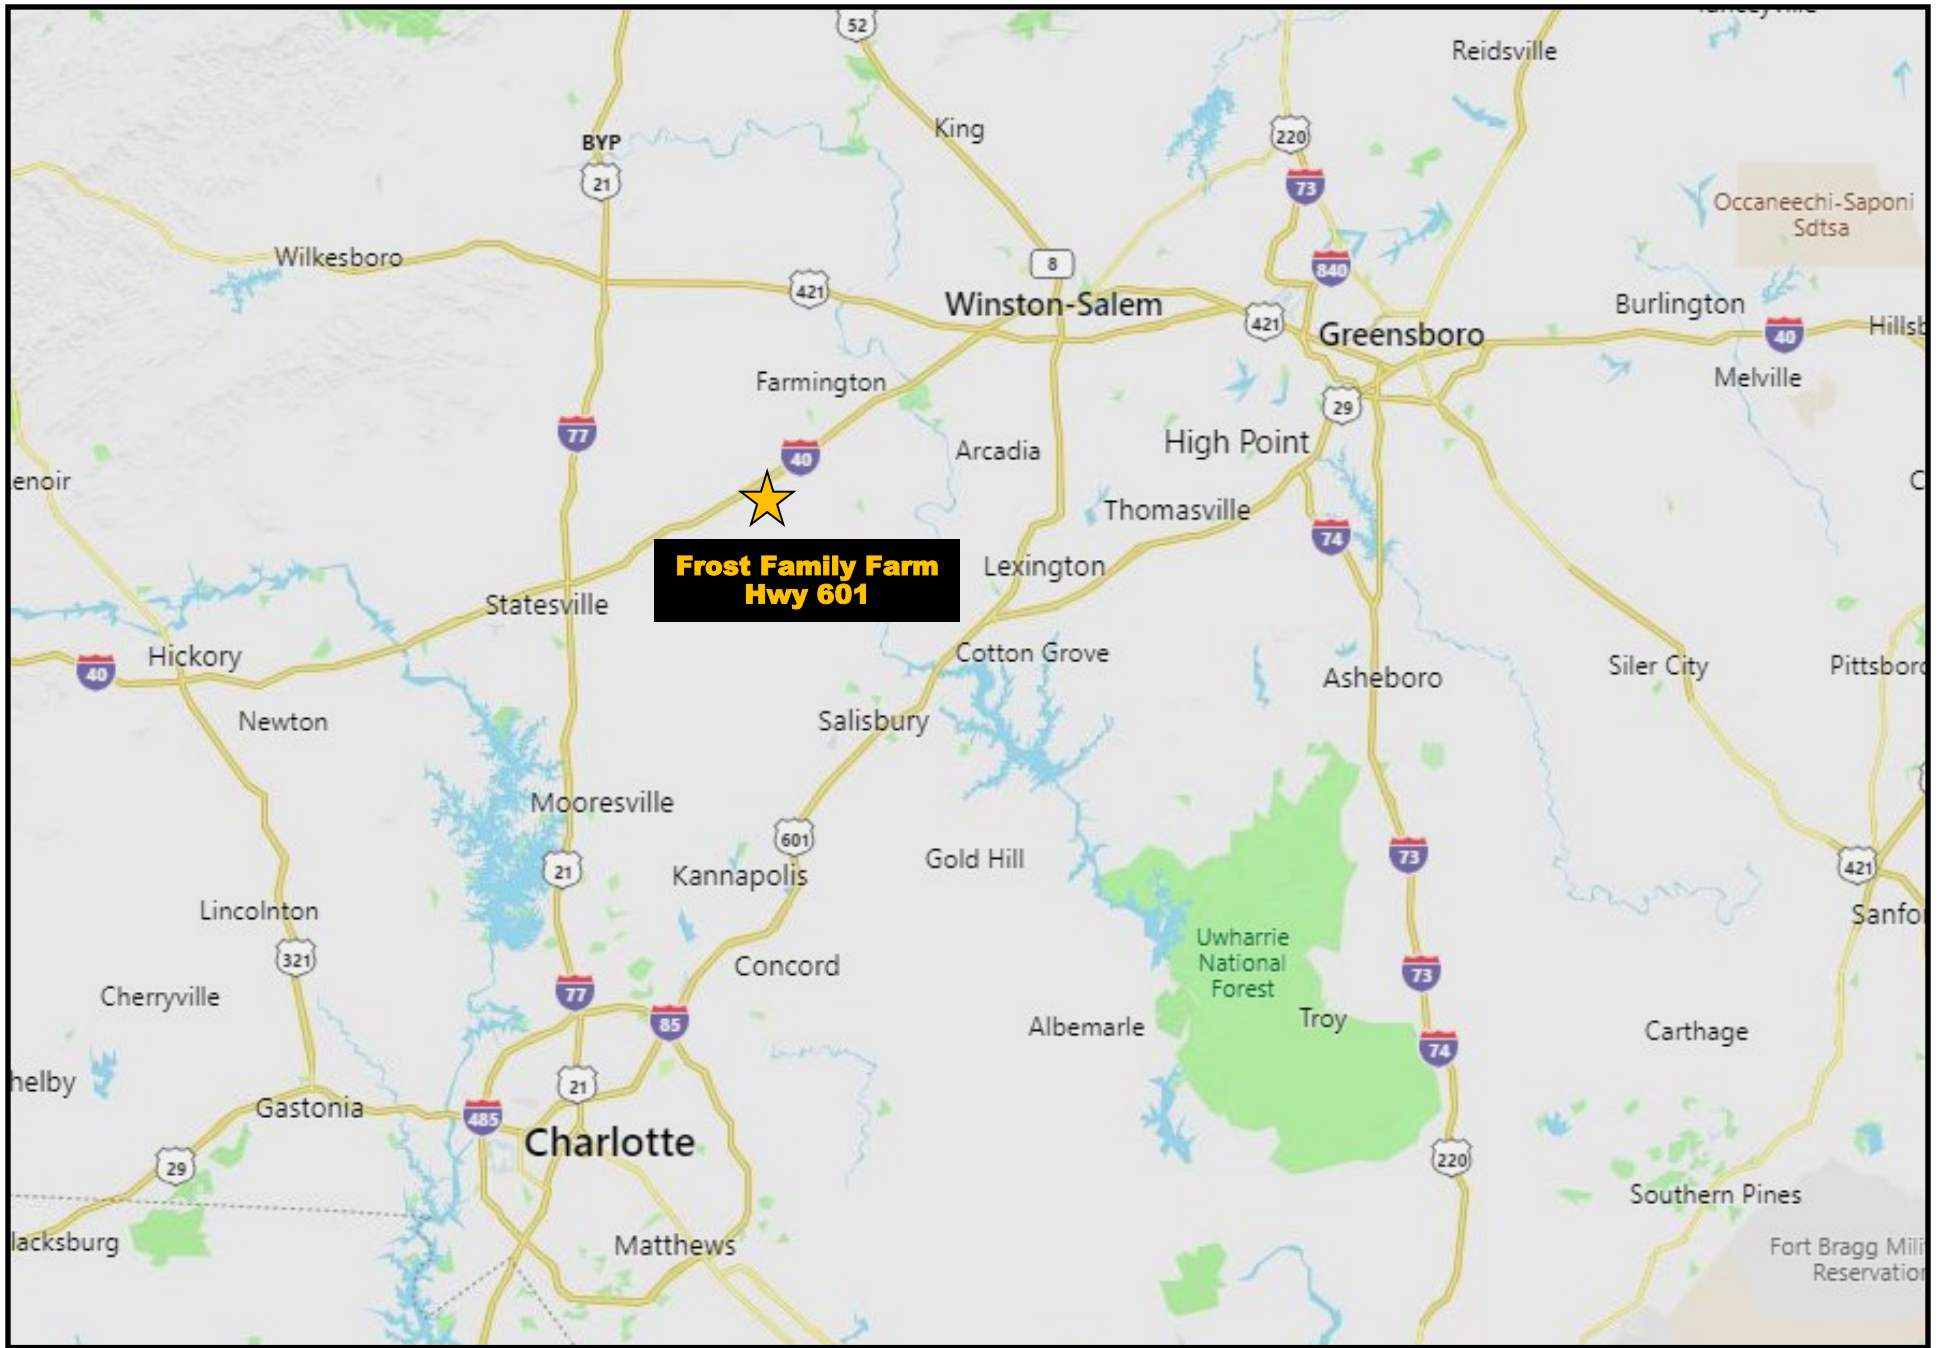 52
Reidsville
King
BYP
21
220
73
Occaneechi-Saponi
Sdtsa
Wilkesboro
8
840
421
Winston-Salem
421
Burlington
Greensboro
40
Hillsb
Farmington
Melville
29
77
40
Arcadia
High Point
enoir
C
Thomasville
74
Frost Family Farm
Hwy 601
Lexington
Statesville
Hickory
40
Cotton Grove
Asheboro
Siler City
Pittsboro
Newton
Salisbury
Mooresville
601
73
Gold Hill
21
Kannapolis
421
Lincolnton
Sanfo
321
Uwharrie
National
Forest
Concord
73
77
Cherryville
85
Albemarle
Troy
Carthage
74
helby
21
Gastonia
485
Charlotte
29
220
Southern Pines
lacksburg
Matthews
Fort Bragg Mili
Reservation